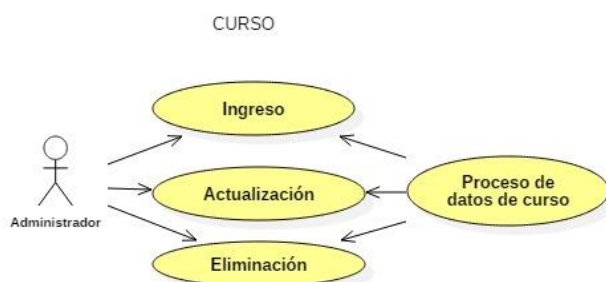 CURSO
Ingreso
Administrador
Actualización
Proceso de
datos de curso
Eliminación